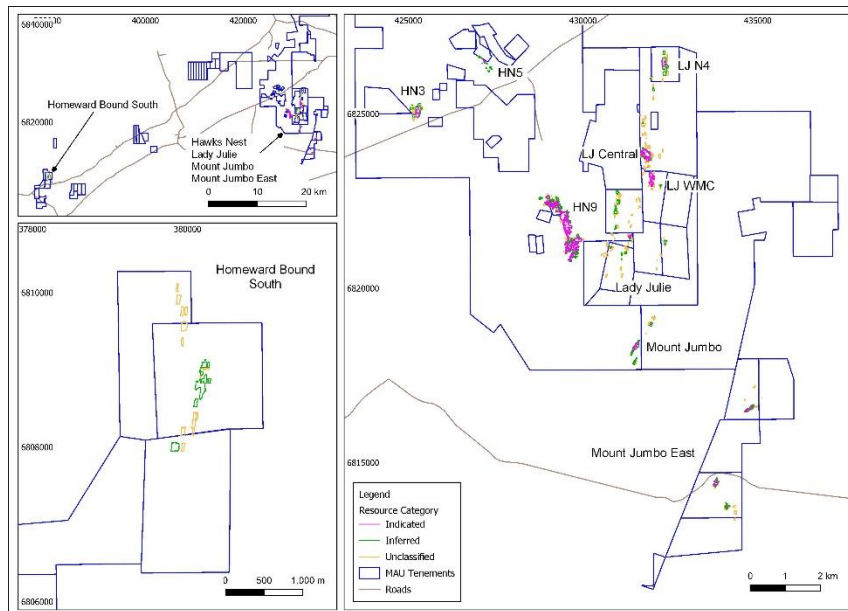 6840000
400000
420000
6820000
Homeward Bound South
Hawks Nest
Lady Julie
Mount Jumbo
Mount Jumbo East
0 10 20 km
378000
380000
6810000
Homeward Bound
South
6808000
6806000
0 500 1,000 m
425000
430000
435000
HN5
LJ N4
HN3
6825000
LJ Central
LJ WMC
HN9
6820000
Lady Julie
Mount Jumbo
Mount Jumbo East
6815000
Legend
Resource Category
Indicated
Inferred
Unclassified
MAU Tenements
Roads
0 1 2 km